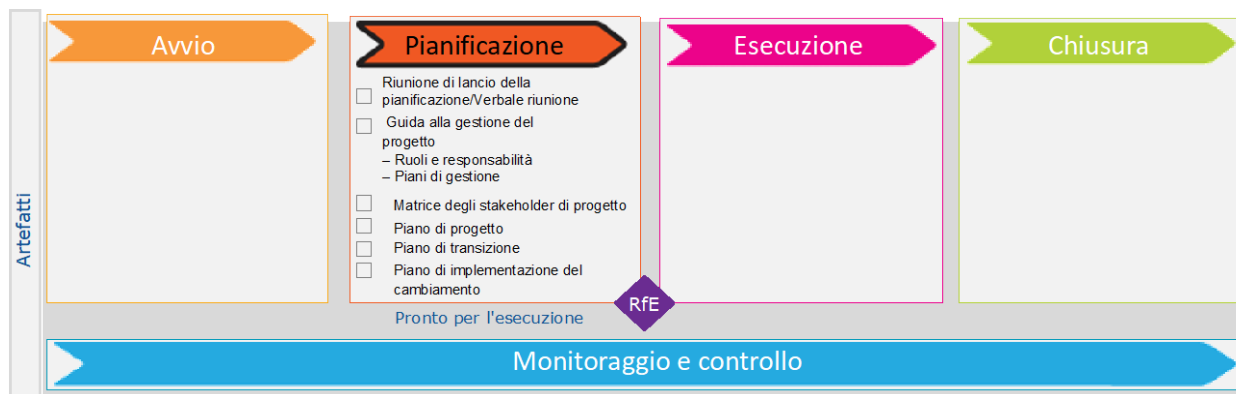 Artefatti
Avvio
Pianificazione
Esecuzione
Chiusura
Riunione di lancio della
pianificazione/Verbale riunione
Guida alla gestione del
progetto
– Ruoli e responsabilità
– Piani di gestione
Matrice degli stakeholder di progetto
Piano di progetto
Piano di transizione
Piano di implementazione del
cambiamento
RfE
Pronto per l'esecuzione
Monitoraggio e controllo